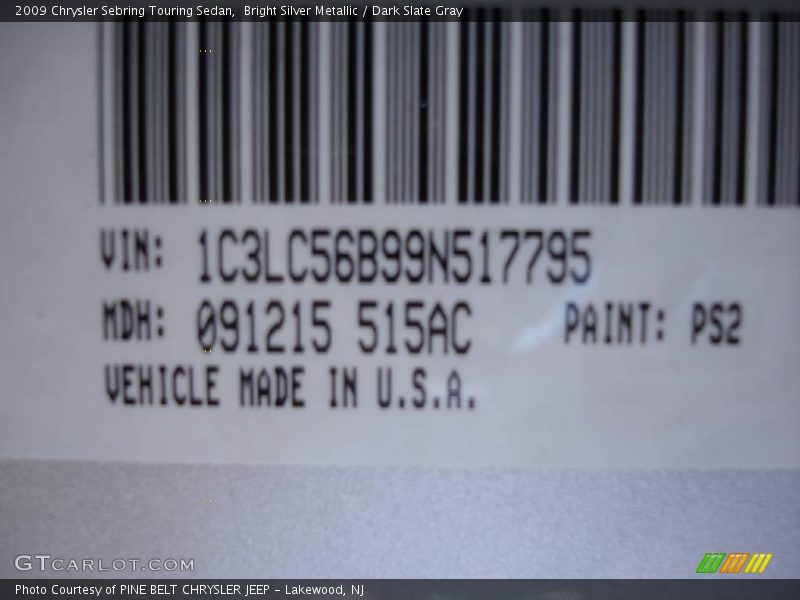 2009 Chrysler Sebring Touring Sedan,  Bright Silver Metallic / Dark Slate Gray
VIN: 1C3LC56B99N517795
MDH: 091215 515AC PAINT: PS2
VEHICLE MADE IN U.S.A.
GTCARLOT.COM
Photo Courtesy of PINE BELT CHRYSLER JEEP - Lakewood, NJ